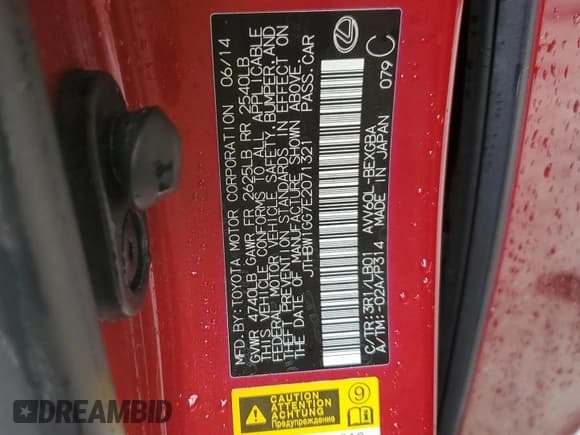 MFD. BY: TOYOTA MOTOR CORPORATION 06/14
GVWR 4740LB GAWR FR 2625LB RR 2540LB
THIS VEHICLE CONFORMS TO ALL APPLICABLE
FEDERAL MOTOR VEHICLE SAFETY, BUMPER, AND
THEFT PREVENTION STANDARDS IN EFFECT ON
THE DATE OF MANUFACTURE SHOWN ABOVE.
JTHBW1GG7E2071321 PASS. CAR
C/TR: 3R1/LB01 AVV60L-BEXGBA
A/TM: -02A/P314 MADE IN JAPAN
079 C
CAUTION
ATTENTION
ACHTUNG
Предупреждение
9
DREAMBID